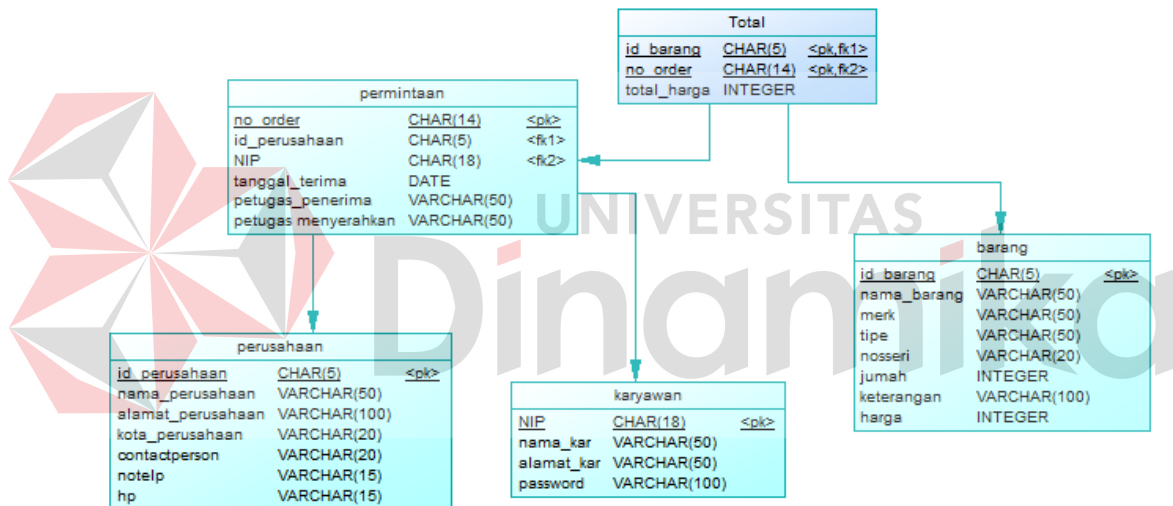 Total
id_barang CHAR(5) <pk,fk1>
no_order CHAR(14) <pk,fk2>
total_harga INTEGER
permintaan
no_order CHAR(14) <pk>
id_perusahaan CHAR(5) <fk1>
NIP CHAR(18) <fk2>
tanggal_terima DATE
petugas_penerima VARCHAR(50)
petugas menyerahkan VARCHAR(50)
UNIVERSITAS
Dinamika
barang
id_barang CHAR(5) <pk>
nama_barang VARCHAR(50)
merk VARCHAR(50)
tipe VARCHAR(50)
nosseri VARCHAR(20)
jumah INTEGER
keterangan VARCHAR(100)
harga INTEGER
perusahaan
id_perusahaan CHAR(5) <pk>
nama_perusahaan VARCHAR(50)
alamat_perusahaan VARCHAR(100)
kota_perusahaan VARCHAR(20)
contactperson VARCHAR(20)
notelp VARCHAR(15)
hp VARCHAR(15)
karyawan
NIP CHAR(18) <pk>
nama_kar VARCHAR(50)
alamat_kar VARCHAR(50)
password VARCHAR(100)